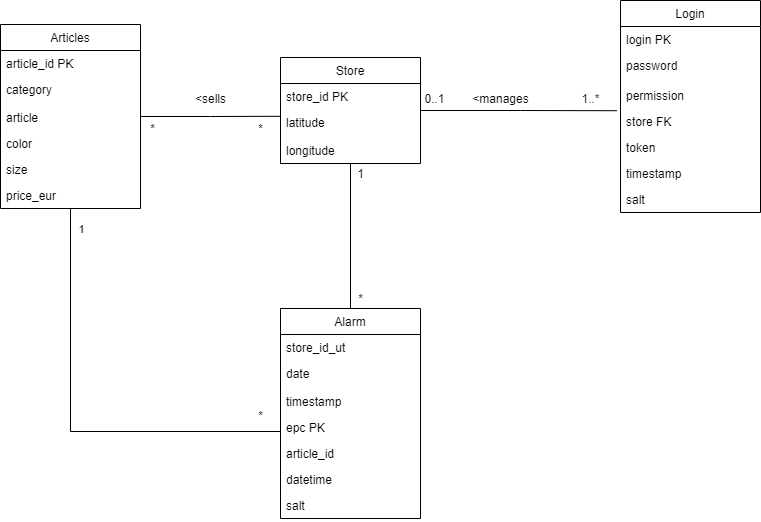 Articles
article_id PK
category
article
color
size
price_eur
<sells
*
*
Store
store_id PK
latitude
longitude
0..1
<manages
1..*
Login
login PK
password
permission
store FK
token
timestamp
salt
1
1
*
*
Alarm
store_id_ut
date
timestamp
epc PK
article_id
datetime
salt